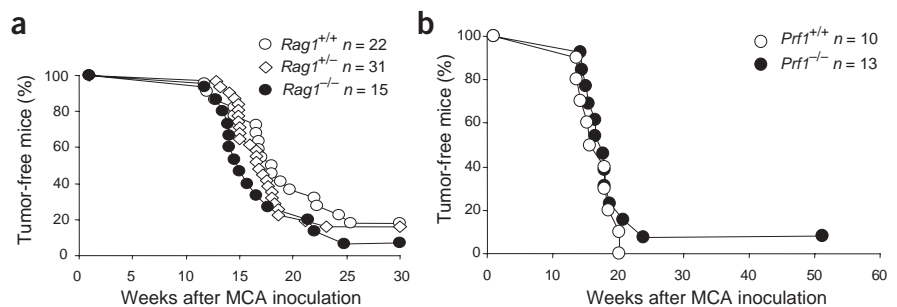 a
Rag1+/+ n = 22
Rag1+/– n = 31
Rag1–/– n = 15
Tumor-free mice (%)
100
80
60
40
20
0
0 5 10 15 20 25 30
Weeks after MCA inoculation
b
Prf1+/+ n = 10
Prf1–/– n = 13
Tumor-free mice (%)
100
80
60
40
20
0
0 10 20 30 40 50 60
Weeks after MCA inoculation